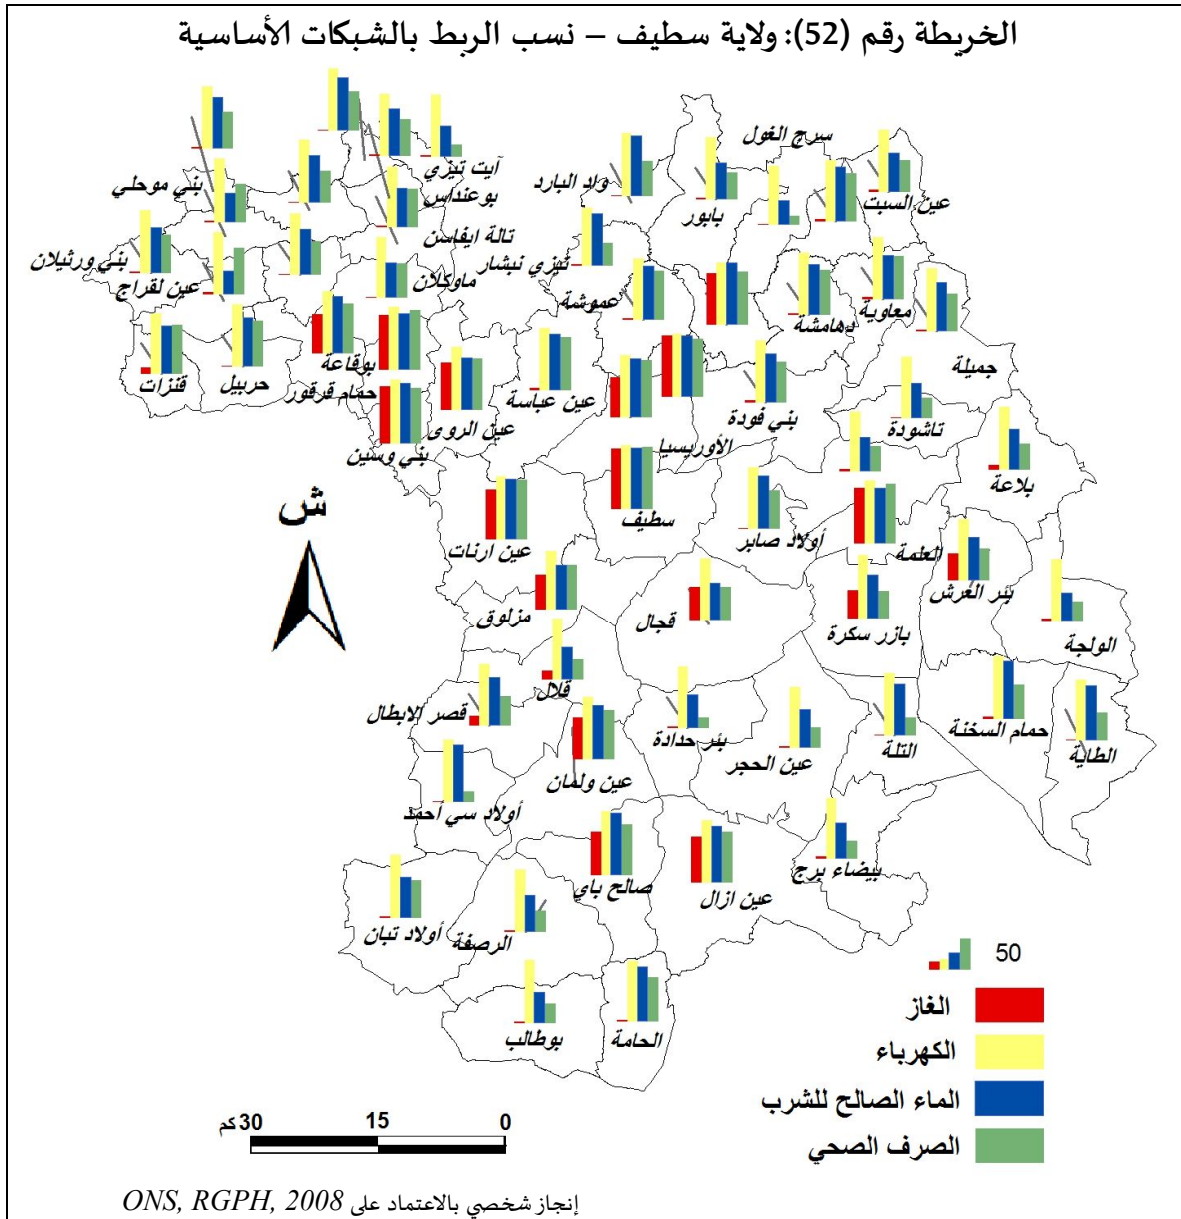 الخريطة رقم (52): ولاية سطيف – نسب الربط بالشبكات الأساسية
سرج الغول
آيت تيزي
بني موحلي
بوعنداس
واد البارد
بابور
عين السبت
تالة ايفاسن
بني ورثيلان
تيزي نبشار
عين لقراج
ماوكلان
عموشة
دهامشة
معاوية
جميلة
بوقاعة
قنزات
حربيل
حمام قرقور
عين الروى
عين عباسة
بني فودة
تاشودة
بني وسين
الأوريسيا
بلاعة
ش
سطيف
أولاد صابر
عين ارنات
العلمة
بئر العرش
مزلوق
قجال
بازر سكرة
الولجة
قلال
قصر الابطال
بئر حدادة
عين الحجر
التلة
حمام السخنة
الطاية
عين ولمان
أولاد سي أحمد
بيضاء برج
صالح باي
عين ازال
أولاد تبان
الرصفة
50
الغاز
بوطالب
الحامة
الكهرباء
الماء الصالح للشرب
الصرف الصحي
كم 30 15 0
إنجاز شخصي بالاعتماد على ONS, RGPH, 2008